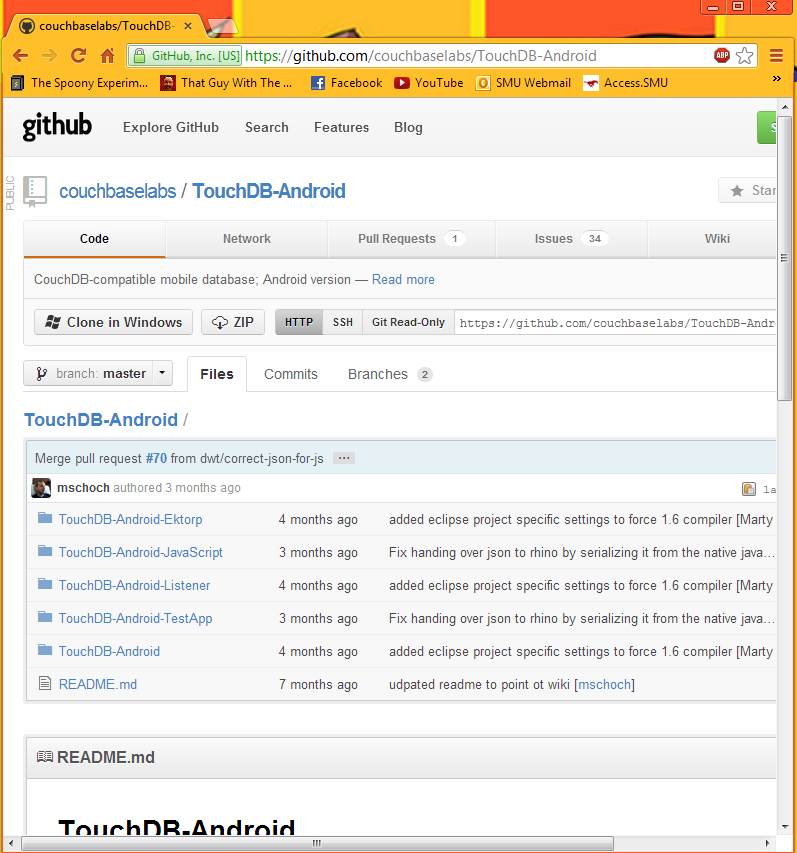 couchbaselabs/TouchDB-
GitHub, Inc. [US] https://github.com/couchbaselabs/TouchDB-Android ABP
The Spoony Experim... That Guy With The ... Facebook YouTube SMU Webmail Access.SMU »
github Explore GitHub Search Features Blog S
PUBLIC
couchbaselabs / TouchDB-Android Star
Code Network Pull Requests 1 Issues 34 Wiki
CouchDB-compatible mobile database; Android version — Read more
Clone in Windows ZIP HTTP SSH Git Read-Only https://github.com/couchbaselabs/TouchDB-Andr
branch: master Files Commits Branches 2
TouchDB-Android /
Merge pull request #70 from dwt/correct-json-for-js ...
mschoch authored 3 months ago la
TouchDB-Android-Ektorp 4 months ago added eclipse project specific settings to force 1.6 compiler [Marty
TouchDB-Android-JavaScript 3 months ago Fix handing over json to rhino by serializing it from the native java...
TouchDB-Android-Listener 4 months ago added eclipse project specific settings to force 1.6 compiler [Marty
TouchDB-Android-TestApp 3 months ago Fix handing over json to rhino by serializing it from the native java...
TouchDB-Android 4 months ago added eclipse project specific settings to force 1.6 compiler [Marty
README.md 7 months ago udpated readme to point ot wiki [mschoch]
README.md
TouchDB-Android